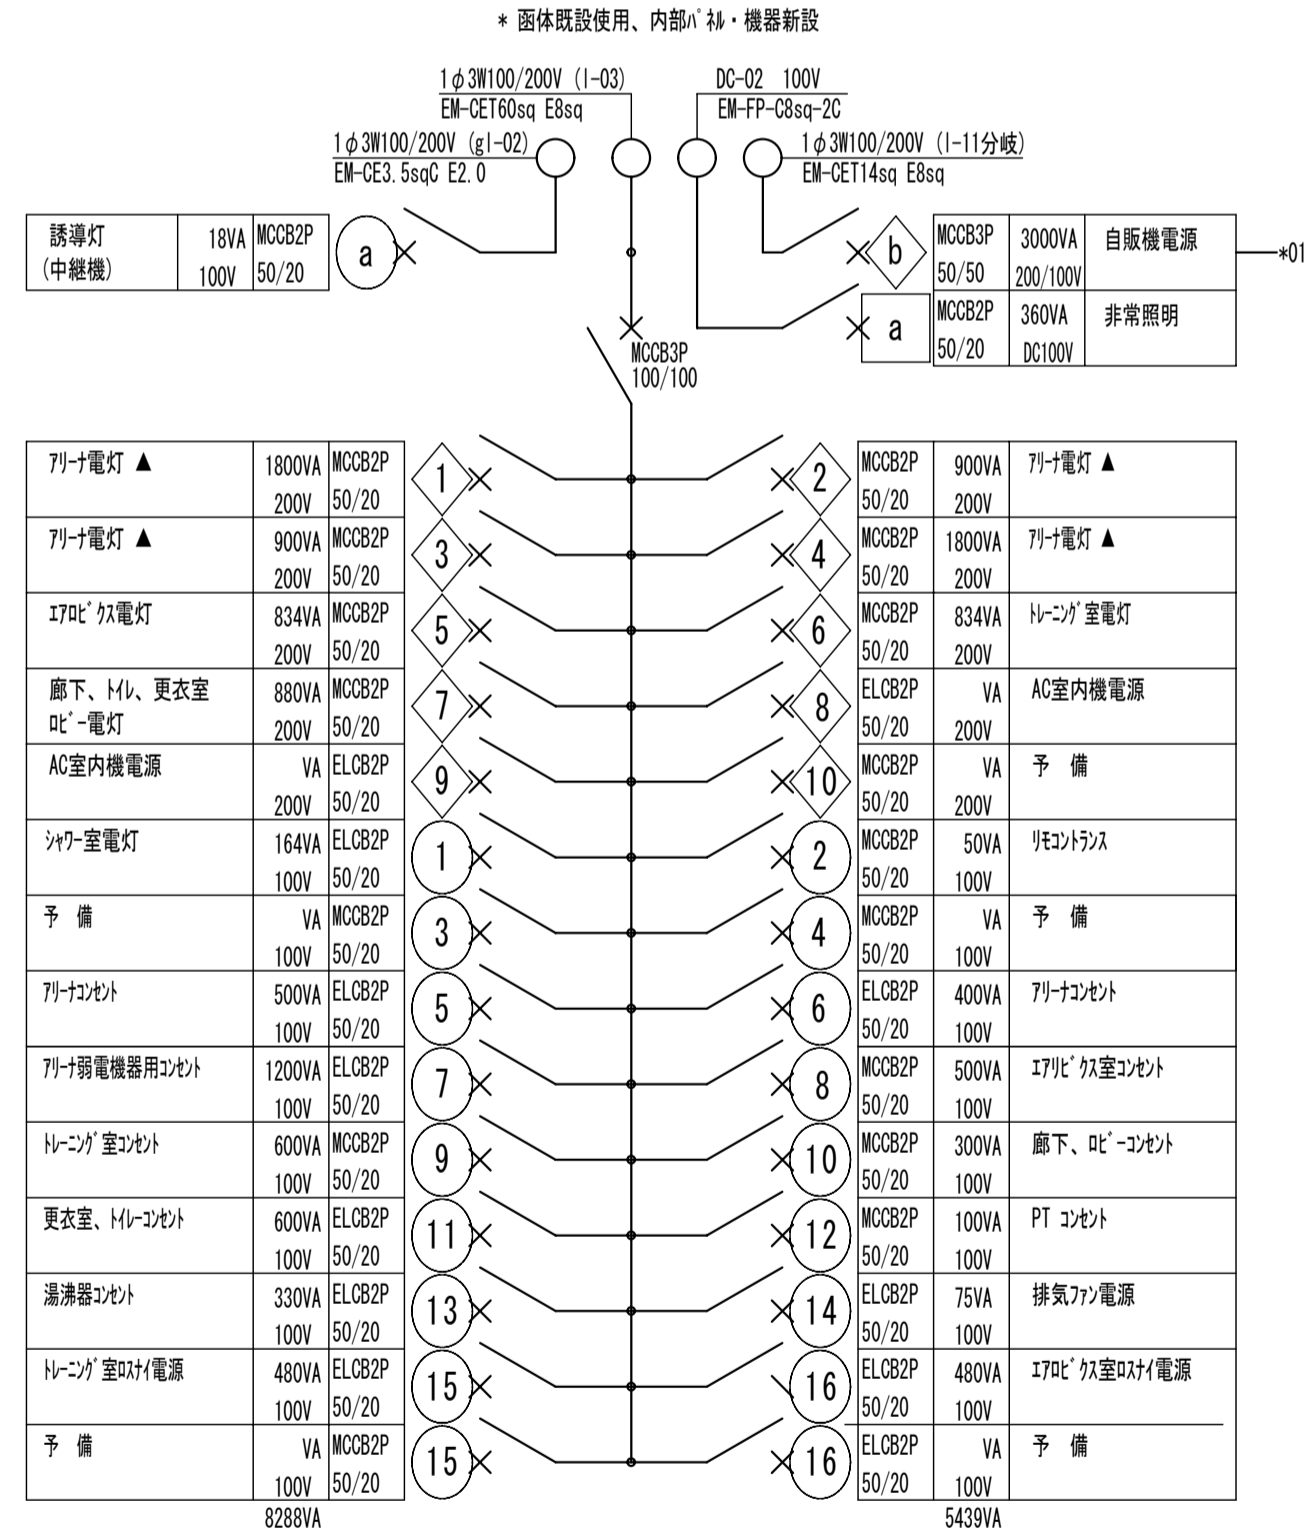 * 函体既設使用、内部ﾊﾟﾈﾙ・機器新設
1φ3W100/200V (l-03)
EM-CET60sq E8sq
DC-02 100V
EM-FP-C8sq-2C
1φ3W100/200V (gl-02)
EM-CE3.5sqC E2.0
1φ3W100/200V (l-11分岐)
EM-CET14sq E8sq
誘導灯 18VA MCCB2P
(中継機) 100V 50/20
a
b
MCCB3P 3000VA 自販機電源
50/50 200/100V
*01
a
MCCB2P 360VA 非常照明
50/20 DC100V
MCCB3P
100/100
ｱﾘｰﾅ電灯 ▲ 1800VA MCCB2P
200V 50/20
1
2
MCCB2P 900VA ｱﾘｰﾅ電灯 ▲
50/20 200V
ｱﾘｰﾅ電灯 ▲ 900VA MCCB2P
200V 50/20
3
4
MCCB2P 1800VA ｱﾘｰﾅ電灯 ▲
50/20 200V
ｴｱﾛﾋﾞｸｽ電灯 834VA MCCB2P
200V 50/20
5
6
MCCB2P 834VA ﾄﾚｰﾆﾝｸﾞ室電灯
50/20 200V
廊下、ﾄｲﾚ、更衣室 880VA MCCB2P
ﾛﾋﾞｰ電灯 200V 50/20
7
8
ELCB2P VA AC室内機電源
50/20 200V
AC室内機電源 VA ELCB2P
200V 50/20
9
10
MCCB2P VA 予 備
50/20 200V
ｼｬﾜｰ室電灯 164VA ELCB2P
100V 50/20
1
2
MCCB2P 50VA ﾘﾓｺﾝﾄﾗﾝｽ
50/20 100V
予 備 VA MCCB2P
100V 50/20
3
4
MCCB2P VA 予 備
50/20 100V
ｱﾘｰﾅｺﾝｾﾝﾄ 500VA ELCB2P
100V 50/20
5
6
ELCB2P 400VA ｱﾘｰﾅｺﾝｾﾝﾄ
50/20 100V
ｱﾘｰﾅ弱電機器用ｺﾝｾﾝﾄ 1200VA ELCB2P
100V 50/20
7
8
MCCB2P 500VA ｴｱﾘﾋﾞｸｽ室ｺﾝｾﾝﾄ
50/20 100V
ﾄﾚｰﾆﾝｸﾞ室ｺﾝｾﾝﾄ 600VA MCCB2P
100V 50/20
9
10
MCCB2P 300VA 廊下、ﾛﾋﾞｰｺﾝｾﾝﾄ
50/20 100V
更衣室、ﾄｲﾚｰｺﾝｾﾝﾄ 600VA ELCB2P
100V 50/20
11
12
MCCB2P 100VA PT ｺﾝｾﾝﾄ
50/20 100V
湯沸器ｺﾝｾﾝﾄ 330VA ELCB2P
100V 50/20
13
14
ELCB2P 75VA 排気ﾌｧﾝ電源
50/20 100V
ﾄﾚｰﾆﾝｸﾞ室ﾛｽﾅｲ電源 480VA ELCB2P
100V 50/20
15
16
ELCB2P 480VA ｴｱﾛﾋﾞｸｽ室ﾛｽﾅｲ電源
50/20 100V
予 備 VA MCCB2P
100V 50/20
15
16
ELCB2P VA 予 備
50/20 100V
8288VA
5439VA